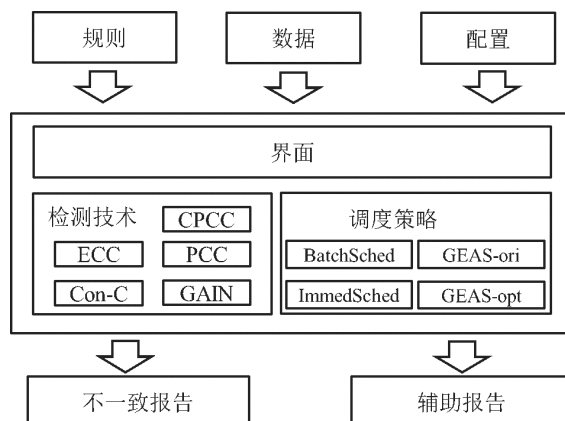 规则 数据 配置
界面
检测技术 CPCC
ECC PCC
Con-C GAIN
调度策略
BatchSched GEAS-ori
ImmedSched GEAS-opt
不一致报告 辅助报告